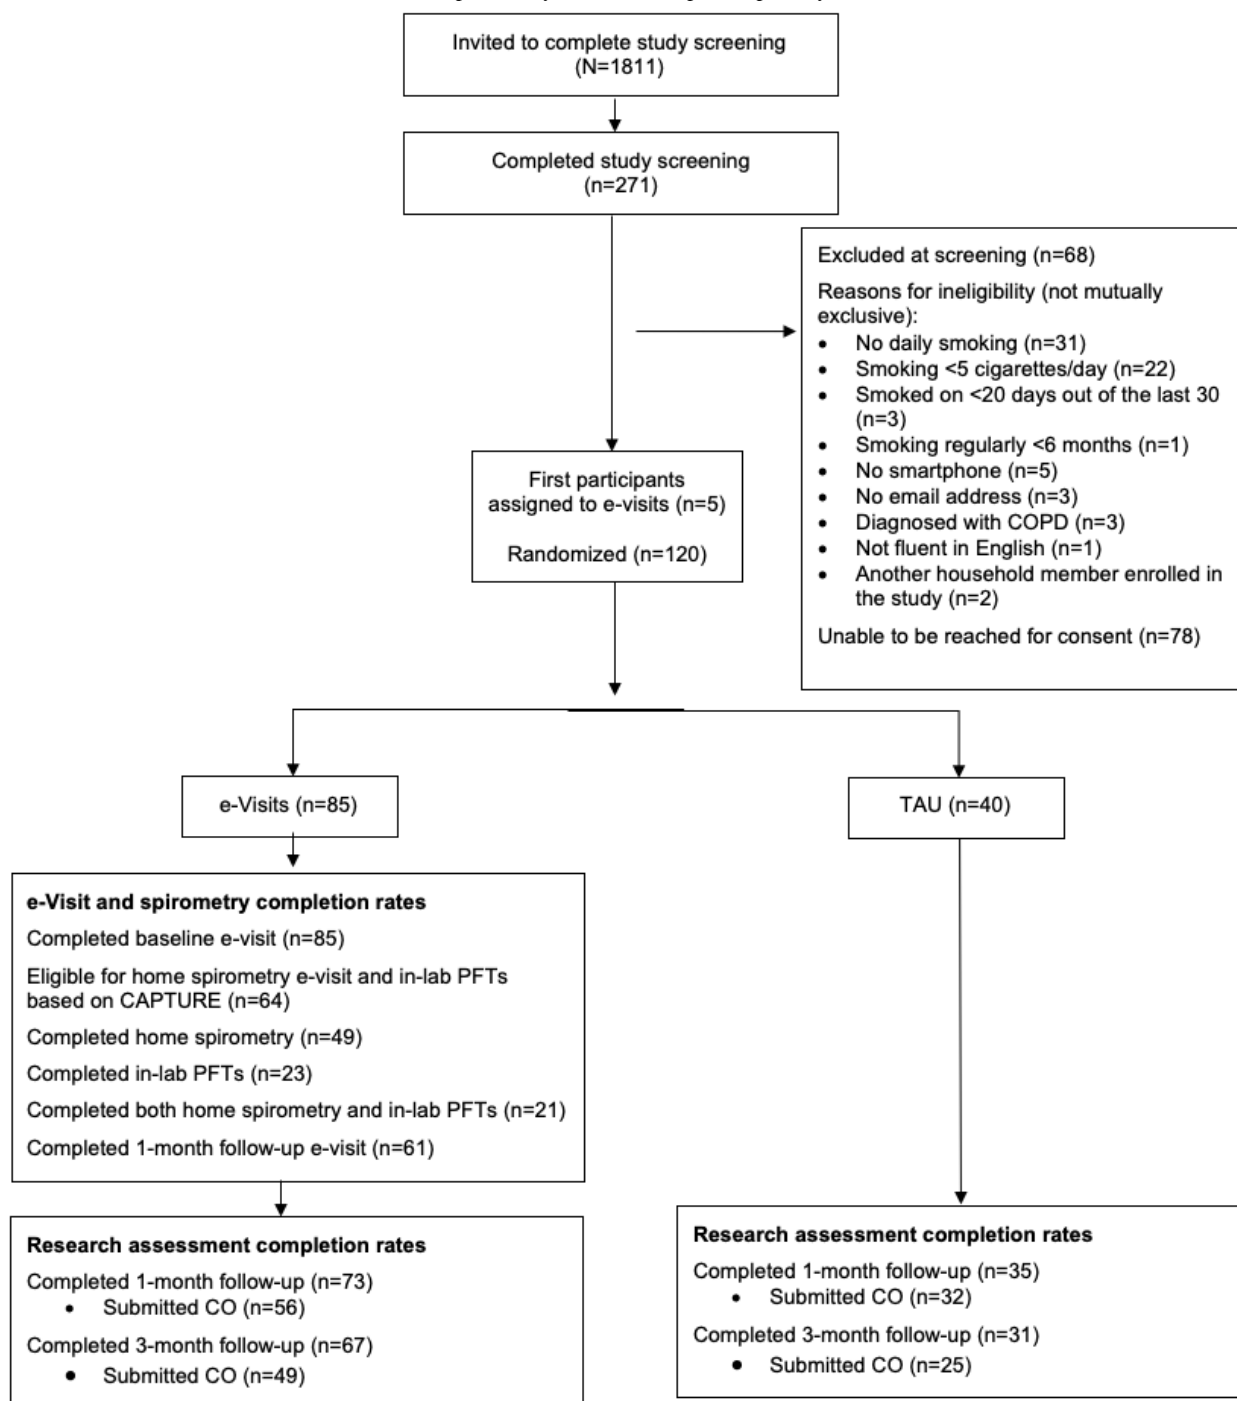 Invited to complete study screening
(N=1811)
Completed study screening
(n=271)
Excluded at screening (n=68)
Reasons for ineligibility (not mutually
exclusive):
• No daily smoking (n=31)
• Smoking <5 cigarettes/day (n=22)
• Smoked on <20 days out of the last 30
(n=3)
• Smoking regularly <6 months (n=1)
• No smartphone (n=5)
• No email address (n=3)
• Diagnosed with COPD (n=3)
• Not fluent in English (n=1)
• Another household member enrolled in
the study (n=2)
Unable to be reached for consent (n=78)
First participants
assigned to e-visits (n=5)
Randomized (n=120)
e-Visits (n=85)
TAU (n=40)
e-Visit and spirometry completion rates
Completed baseline e-visit (n=85)
Eligible for home spirometry e-visit and in-lab PFTs
based on CAPTURE (n=64)
Completed home spirometry (n=49)
Completed in-lab PFTs (n=23)
Completed both home spirometry and in-lab PFTs (n=21)
Completed 1-month follow-up e-visit (n=61)
Research assessment completion rates
Completed 1-month follow-up (n=73)
• Submitted CO (n=56)
Completed 3-month follow-up (n=67)
• Submitted CO (n=49)
Research assessment completion rates
Completed 1-month follow-up (n=35)
• Submitted CO (n=32)
Completed 3-month follow-up (n=31)
• Submitted CO (n=25)